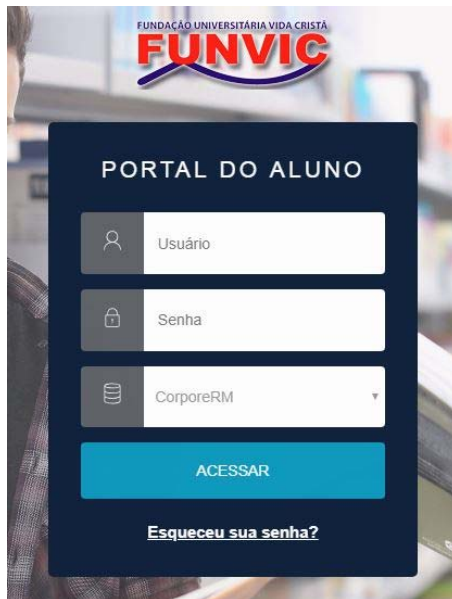 FUNDAÇÃO UNIVERSITÁRIA VIDA CRISTÃ
FUNVIC
PORTAL DO ALUNO
Usuário
Senha
CorporeRM
ACESSAR
Esqueceu sua senha?